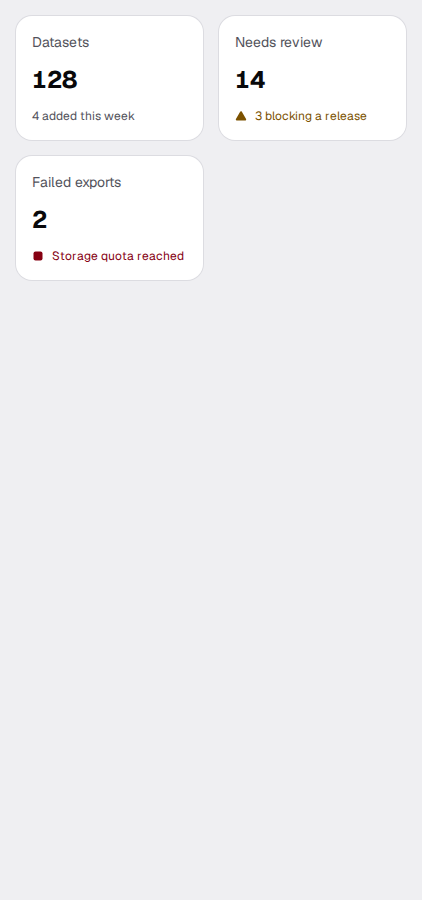 Datasets
128
4 added this week
Needs review
14
3 blocking a release
Failed exports
2
Storage quota reached